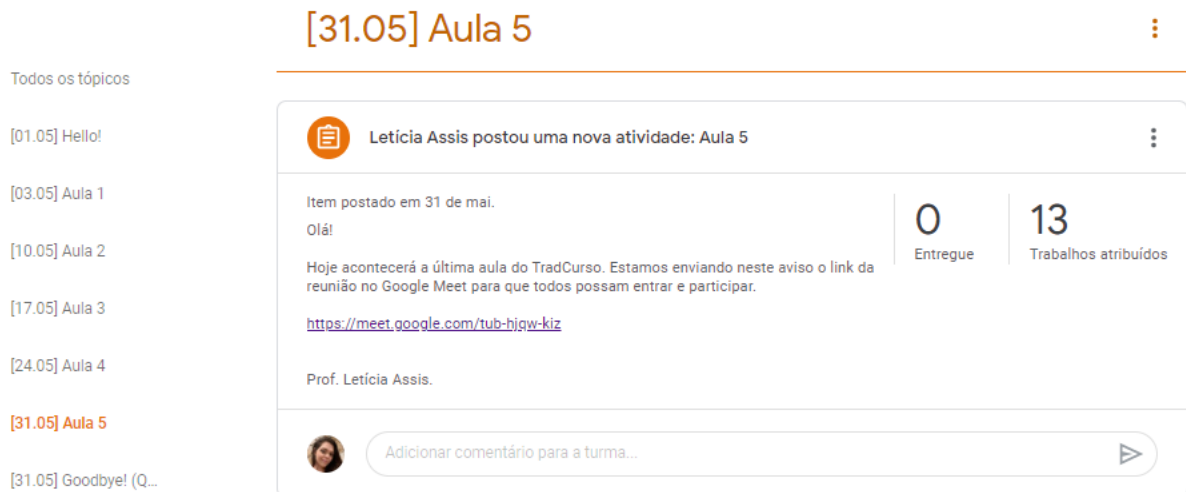 [31.05] Aula 5
Todos os tópicos
[01.05] Hello!
[03.05] Aula 1
[10.05] Aula 2
[17.05] Aula 3
[24.05] Aula 4
[31.05] Aula 5
[31.05] Goodbye! (Q...
Letícia Assis postou uma nova atividade: Aula 5
Item postado em 31 de mai.
Olá!
Hoje acontecerá a última aula do TradCurso. Estamos enviando neste aviso o link da
reunião no Google Meet para que todos possam entrar e participar.
https://meet.google.com/tub-hjqw-kiz
Prof. Letícia Assis.
0
Entregue
13
Trabalhos atribuídos
Adicionar comentário para a turma...